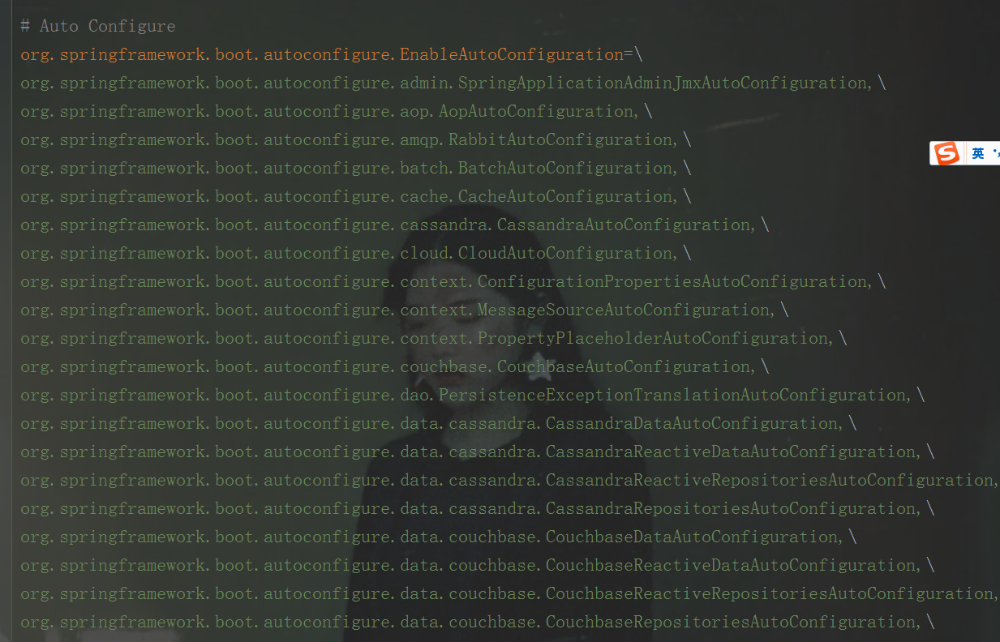 # Auto Configure
org.springframework.boot.autoconfigure.EnableAutoConfiguration=\
org.springframework.boot.autoconfigure.admin.SpringApplicationAdminJmxAutoConfiguration,\
org.springframework.boot.autoconfigure.aop.AopAutoConfiguration,\
org.springframework.boot.autoconfigure.amqp.RabbitAutoConfiguration,\
org.springframework.boot.autoconfigure.batch.BatchAutoConfiguration,\
org.springframework.boot.autoconfigure.cache.CacheAutoConfiguration,\
org.springframework.boot.autoconfigure.cassandra.CassandraAutoConfiguration,\
org.springframework.boot.autoconfigure.cloud.CloudAutoConfiguration,\
org.springframework.boot.autoconfigure.context.ConfigurationPropertiesAutoConfiguration,\
org.springframework.boot.autoconfigure.context.MessageSourceAutoConfiguration,\
org.springframework.boot.autoconfigure.context.PropertyPlaceholderAutoConfiguration,\
org.springframework.boot.autoconfigure.couchbase.CouchbaseAutoConfiguration,\
org.springframework.boot.autoconfigure.dao.PersistenceExceptionTranslationAutoConfiguration,\
org.springframework.boot.autoconfigure.data.cassandra.CassandraDataAutoConfiguration,\
org.springframework.boot.autoconfigure.data.cassandra.CassandraReactiveDataAutoConfiguration,\
org.springframework.boot.autoconfigure.data.cassandra.CassandraReactiveRepositoriesAutoConfiguration,
org.springframework.boot.autoconfigure.data.cassandra.CassandraRepositoriesAutoConfiguration,\
org.springframework.boot.autoconfigure.data.couchbase.CouchbaseDataAutoConfiguration,\
org.springframework.boot.autoconfigure.data.couchbase.CouchbaseReactiveDataAutoConfiguration,\
org.springframework.boot.autoconfigure.data.couchbase.CouchbaseReactiveRepositoriesAutoConfiguration,
org.springframework.boot.autoconfigure.data.couchbase.CouchbaseRepositoriesAutoConfiguration,\
S 英